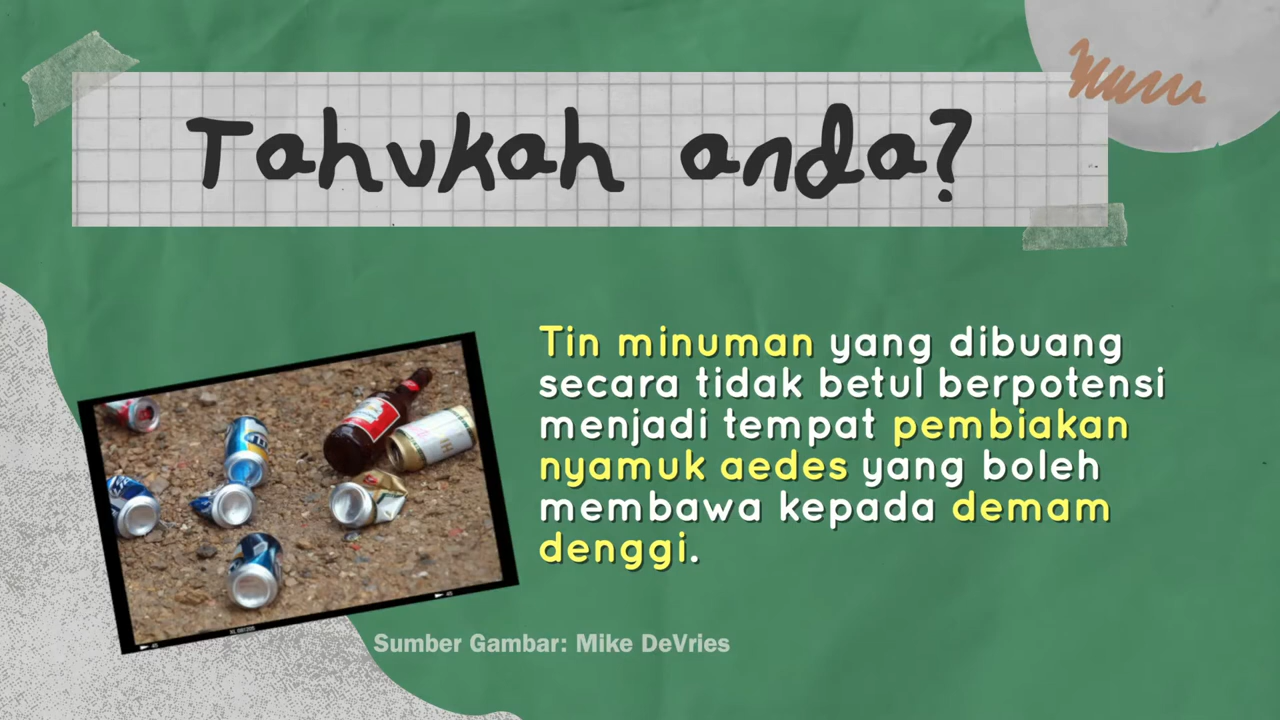 Tahukah anda?
Tin minuman yang dibuang
secara tidak betul berpotensi
menjadi tempat pembiakan
nyamuk aedes yang boleh
membawa kepada demam
denggi.
Sumber Gambar: Mike DeVries